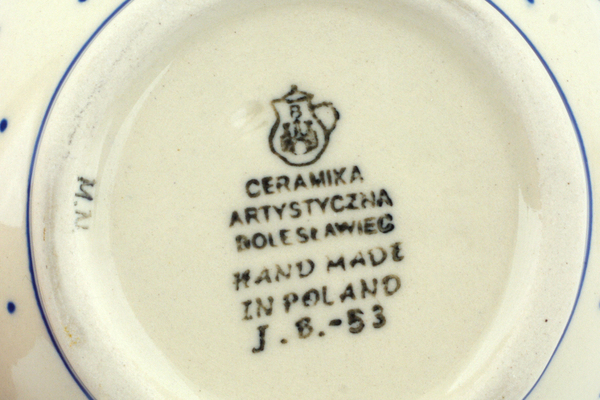 CERAMIKA
ARTYSTYCZNA
BOLESŁAWIEC
HAND MADE
IN POLAND
J.B.-53
M.N.